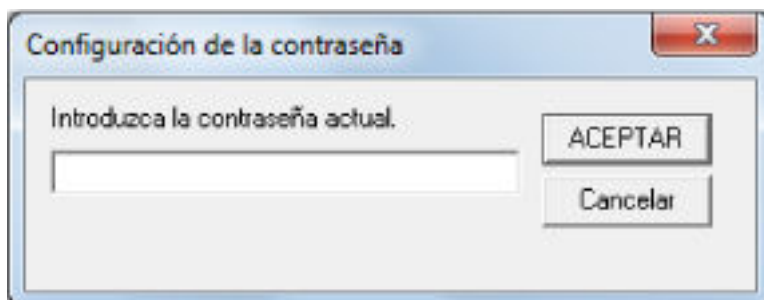 Configuración de la contraseña
Introduzca la contraseña actual.
ACEPTAR
Cancelar